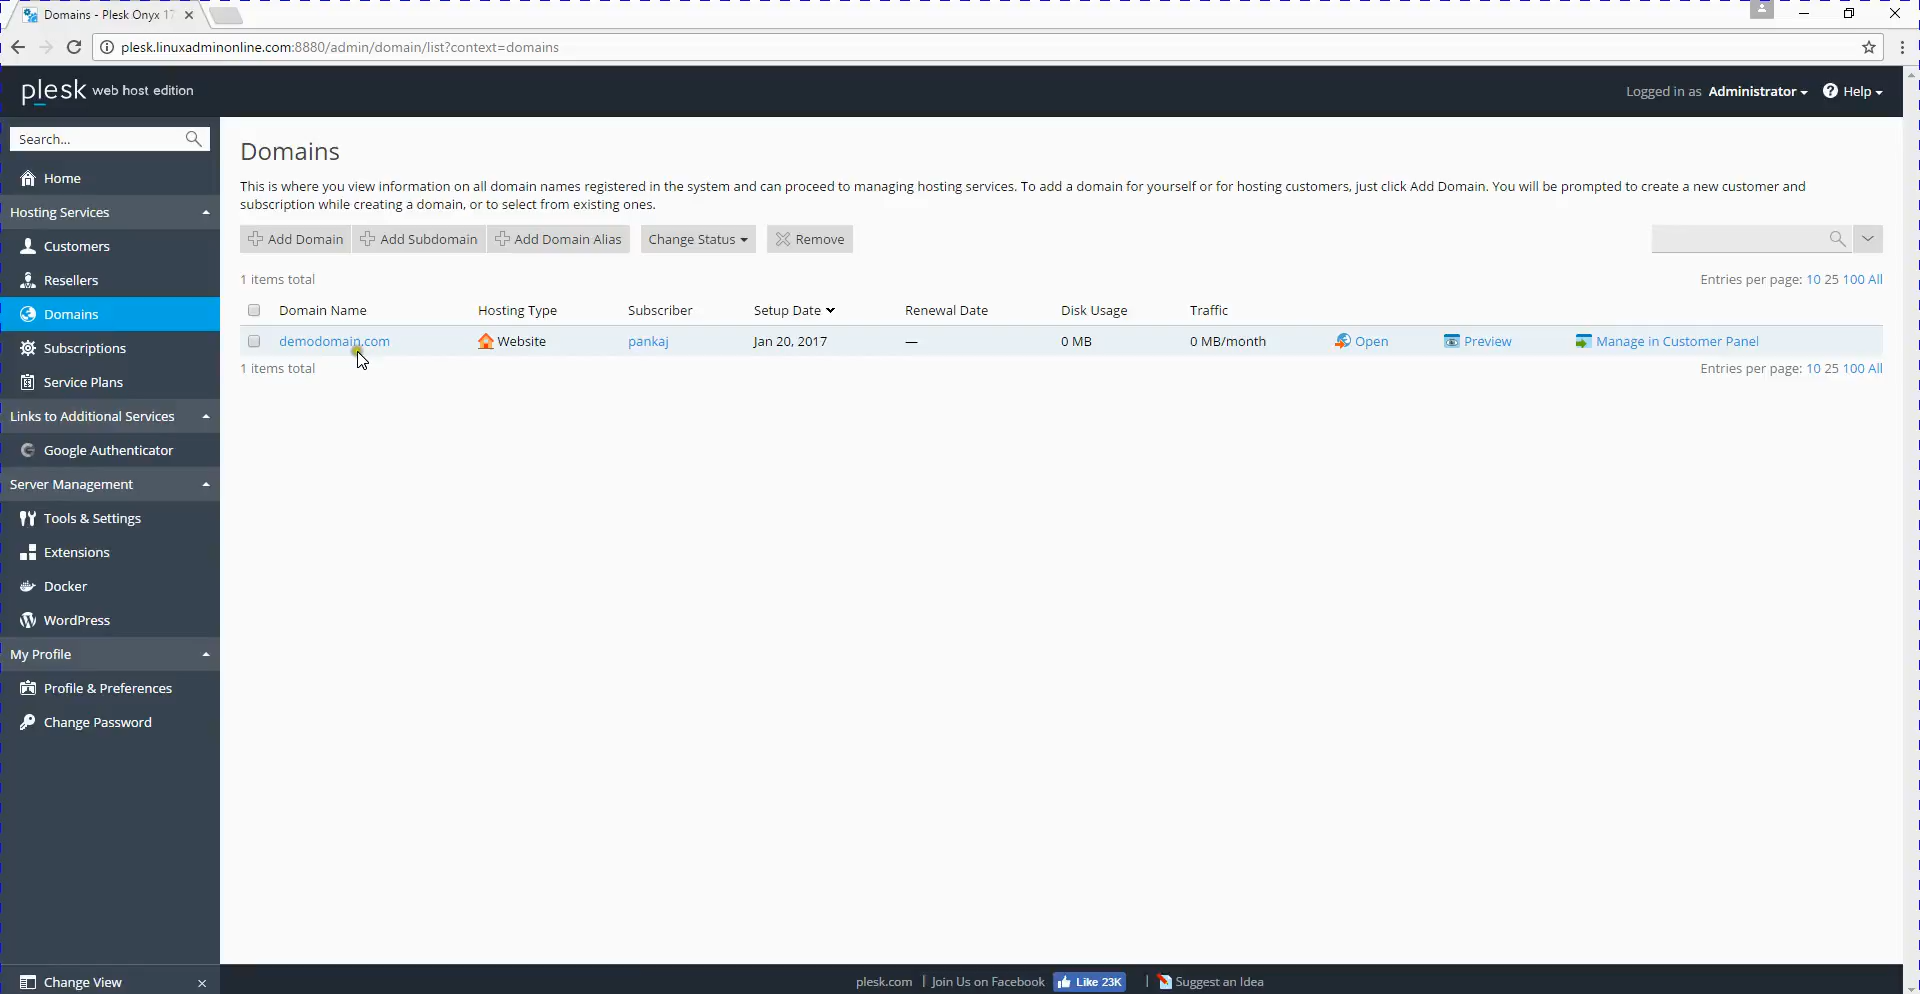 Domains - Plesk Onyx 17
plesk.linuxadminonline.com:8880/admin/domain/list?context=domains
plesk web host edition
Logged in as Administrator
Help
Search...
Home
Hosting Services
Customers
Resellers
Domains
Subscriptions
Service Plans
Links to Additional Services
Google Authenticator
Server Management
Tools & Settings
Extensions
Docker
WordPress
My Profile
Profile & Preferences
Change Password
Change View
Domains
This is where you view information on all domain names registered in the system and can proceed to managing hosting services. To add a domain for yourself or for hosting customers, just click Add Domain. You will be prompted to create a new customer and
subscription while creating a domain, or to select from existing ones.
Add Domain Add Subdomain Add Domain Alias Change Status Remove
1 items total Entries per page: 10 25 100 All
Domain Name Hosting Type Subscriber Setup Date Renewal Date Disk Usage Traffic
demodomain.com Website pankaj Jan 20, 2017 — 0 MB 0 MB/month Open Preview Manage in Customer Panel
1 items total Entries per page: 10 25 100 All
plesk.com | Join Us on Facebook Like 23K | Suggest an Idea